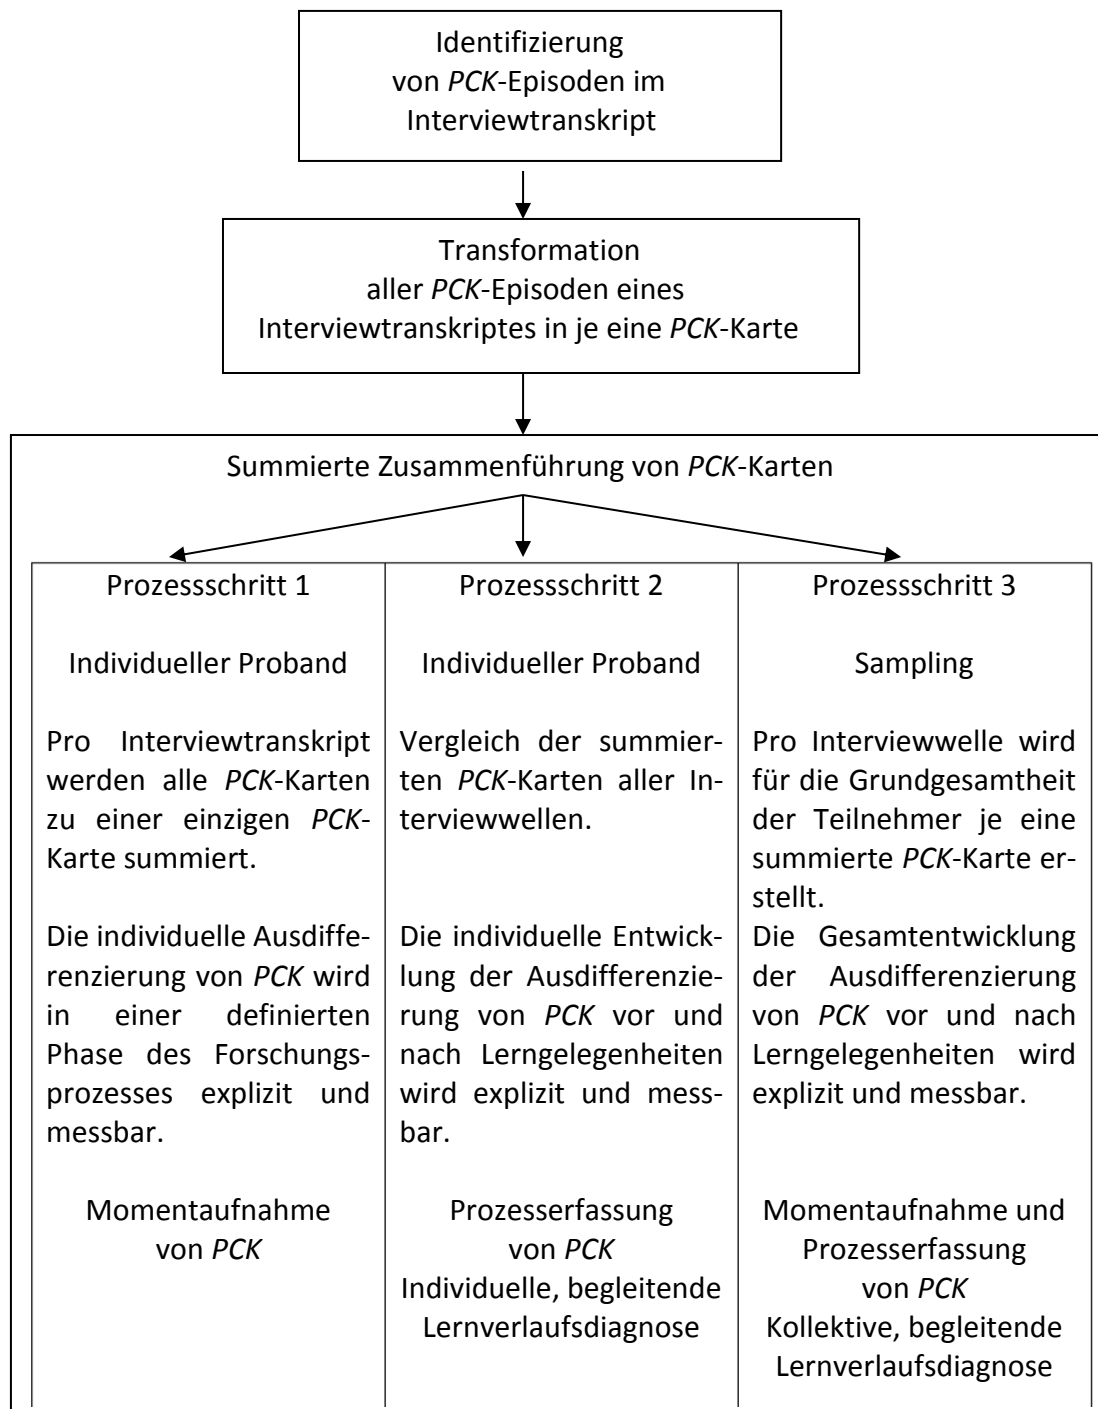 Identifizierung
von PCK-Episoden im
Interviewtranskript
Transformation
aller PCK-Episoden eines
Interviewtranskriptes in je eine PCK-Karte
Summierte Zusammenführung von PCK-Karten
Prozessschritt 1
Individueller Proband
Pro Interviewtranskript
werden alle PCK-Karten
zu einer einzigen PCK-
Karte summiert.
Die individuelle Ausdiffe-
renzierung von PCK wird
in einer definierten
Phase des Forschungs-
prozesses explizit und
messbar.
Momentaufnahme
von PCK
Prozessschritt 2
Individueller Proband
Vergleich der summier-
ten PCK-Karten aller In-
terviewwellen.
Die individuelle Entwick-
lung der Ausdifferenzie-
rung von PCK vor und
nach Lerngelegenheiten
wird explizit und mess-
bar.
Prozesserfassung
von PCK
Individuelle, begleitende
Lernverlaufsdiagnose
Prozessschritt 3
Sampling
Pro Interviewwelle wird
für die Grundgesamtheit
der Teilnehmer je eine
summierte PCK-Karte er-
stellt.
Die Gesamtentwicklung
der Ausdifferenzierung
von PCK vor und nach
Lerngelegenheiten wird
explizit und messbar.
Momentaufnahme und
Prozesserfassung
von PCK
Kollektive, begleitende
Lernverlaufsdiagnose